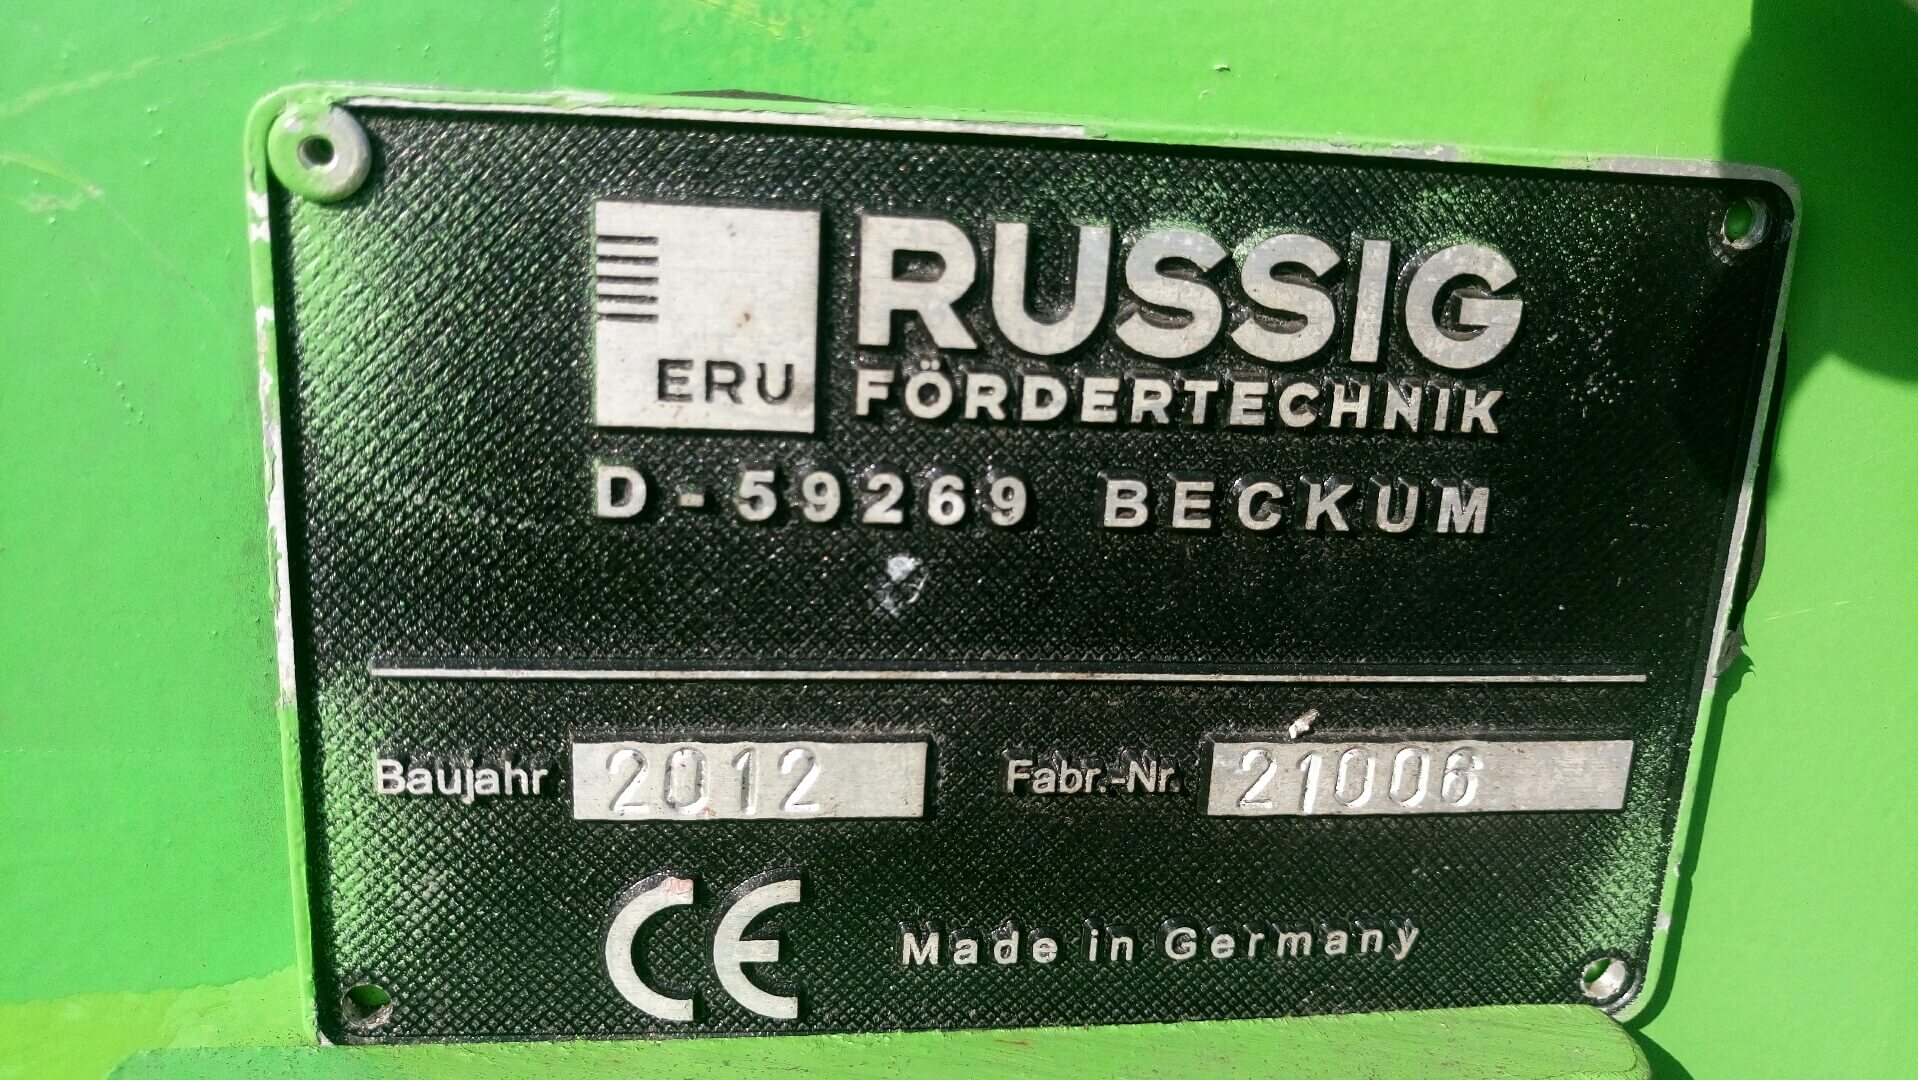 ERU
RUSSIG
FÖRDERTECHNIK
D-59269 BECKUM
Baujahr 2012 Fabr.-Nr. 21006
CE Made in Germany